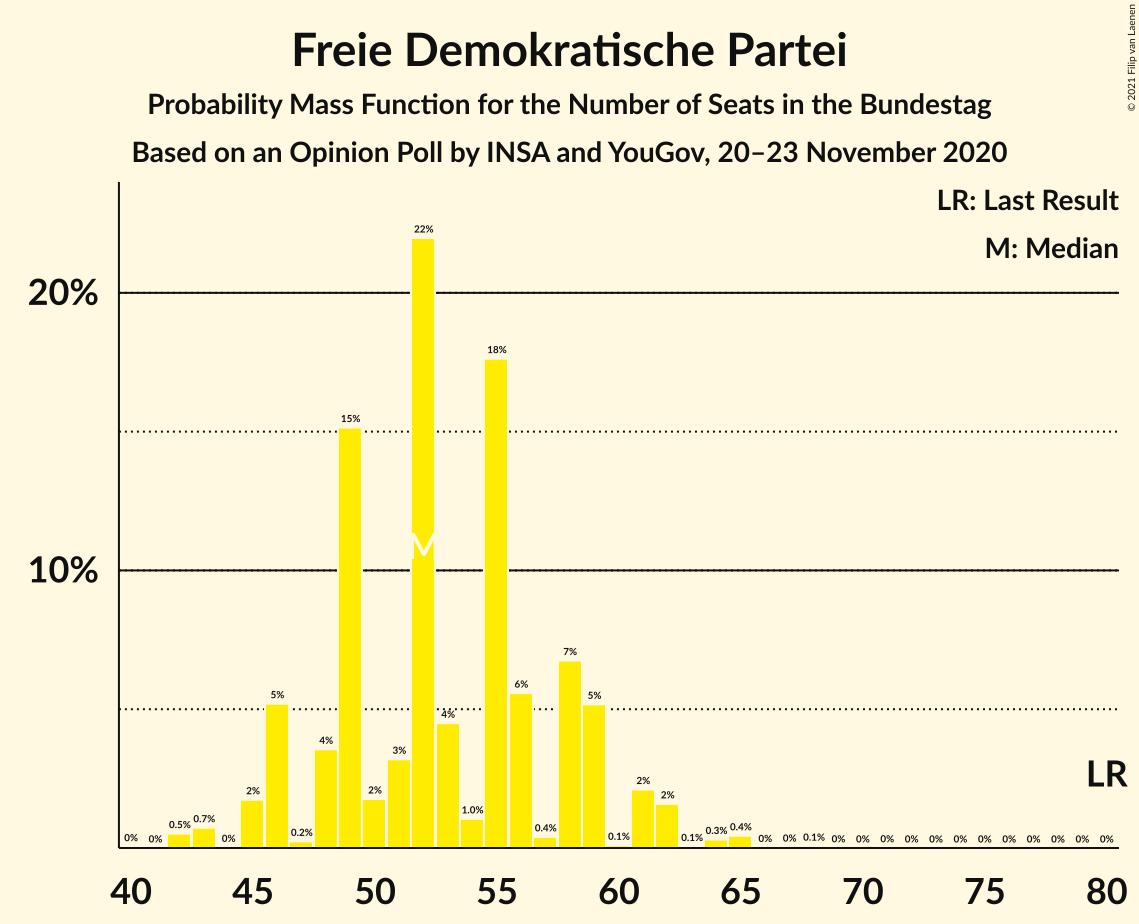 Freie Demokratische Partei
Probability Mass Function for the Number of Seats in the Bundestag
Based on an Opinion Poll by INSA and YouGov, 20–23 November 2020
© 2021 Filip van Laenen
LR: Last Result
M: Median
20%
10%
0% 0% 0.5% 0.7% 0% 2% 5% 0.2% 4% 15% 2% 3% 22% 4% 1.0% 18% 6% 0.4% 7% 5% 0.1% 2% 2% 0.1% 0.3% 0.4% 0% 0% 0.1% 0% 0% 0% 0% 0% 0% 0% 0% 0% 0% 0% 0%
M
LR
40 45 50 55 60 65 70 75 80